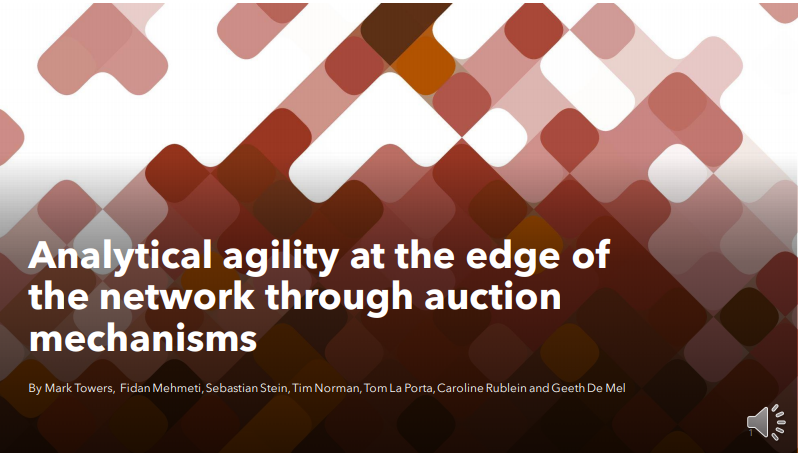 Analytical agility at the edge of
the network through auction
mechanisms
By Mark Towers, Fidan Mehmeti, Sebastian Stein, Tim Norman, Tom La Porta, Caroline Rublein and Geeth De Mel
1